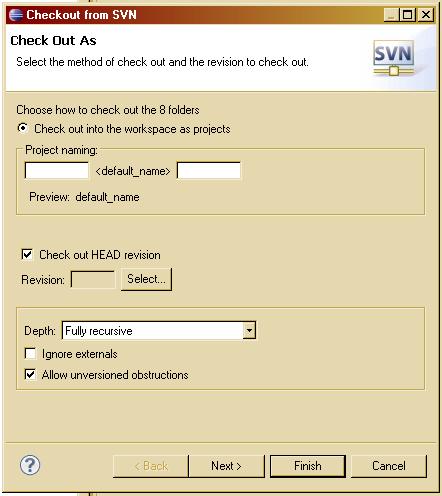 Checkout from SVN
Check Out As
Select the method of check out and the revision to check out.
SVN
Choose how to check out the 8 folders
Check out into the workspace as projects
Project naming:
<default_name>
Preview: default_name
Check out HEAD revision
Revision: Select...
Depth: Fully recursive
Ignore externals
Allow unversioned obstructions
? < Back Next > Finish Cancel